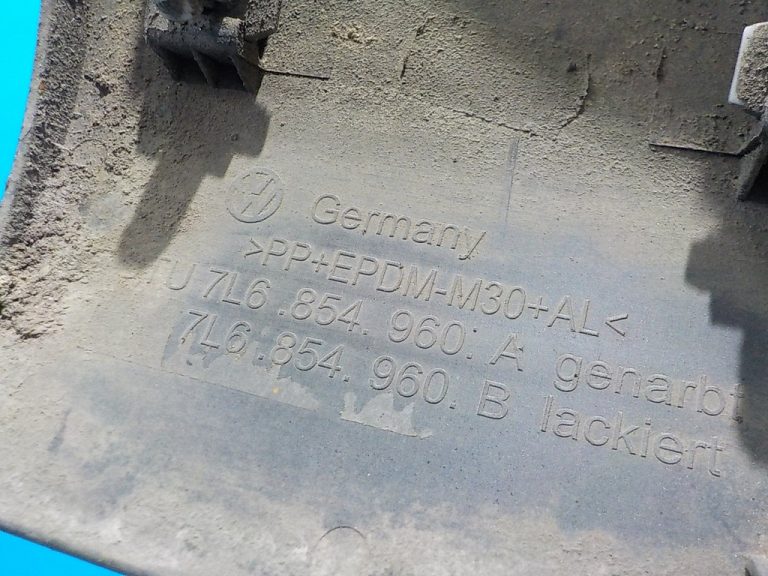 Germany
>PP+EPDM-M30+AL<
U 7L6 .854. 960. A genarbt
7L6 .854. 960. B lackiert